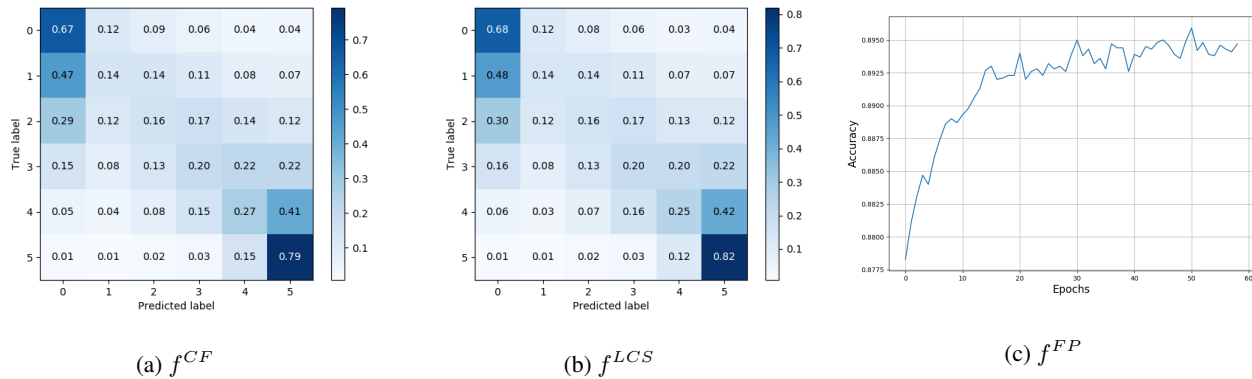 0 0.67 0.12 0.09 0.06 0.04 0.04
1 0.47 0.14 0.14 0.11 0.08 0.07
2 0.29 0.12 0.16 0.17 0.14 0.12
3 0.15 0.08 0.13 0.20 0.22 0.22
4 0.05 0.04 0.08 0.15 0.27 0.41
5 0.01 0.01 0.02 0.03 0.15 0.79
0 1 2 3 4 5
True label
Predicted label
0.7
0.6
0.5
0.4
0.3
0.2
0.1
(a) f^{CF}
0 0.68 0.12 0.08 0.06 0.03 0.04
1 0.48 0.14 0.14 0.11 0.07 0.07
2 0.30 0.12 0.16 0.17 0.13 0.12
3 0.16 0.08 0.13 0.20 0.20 0.22
4 0.06 0.03 0.07 0.16 0.25 0.42
5 0.01 0.01 0.02 0.03 0.12 0.82
0 1 2 3 4 5
True label
Predicted label
0.8
0.7
0.6
0.5
0.4
0.3
0.2
0.1
(b) f^{LCS}
0.8950
0.8925
0.8900
0.8875
0.8850
0.8825
0.8800
0.8775
Accuracy
0 10 20 30 40 50 60
Epochs
(c) f^{FP}